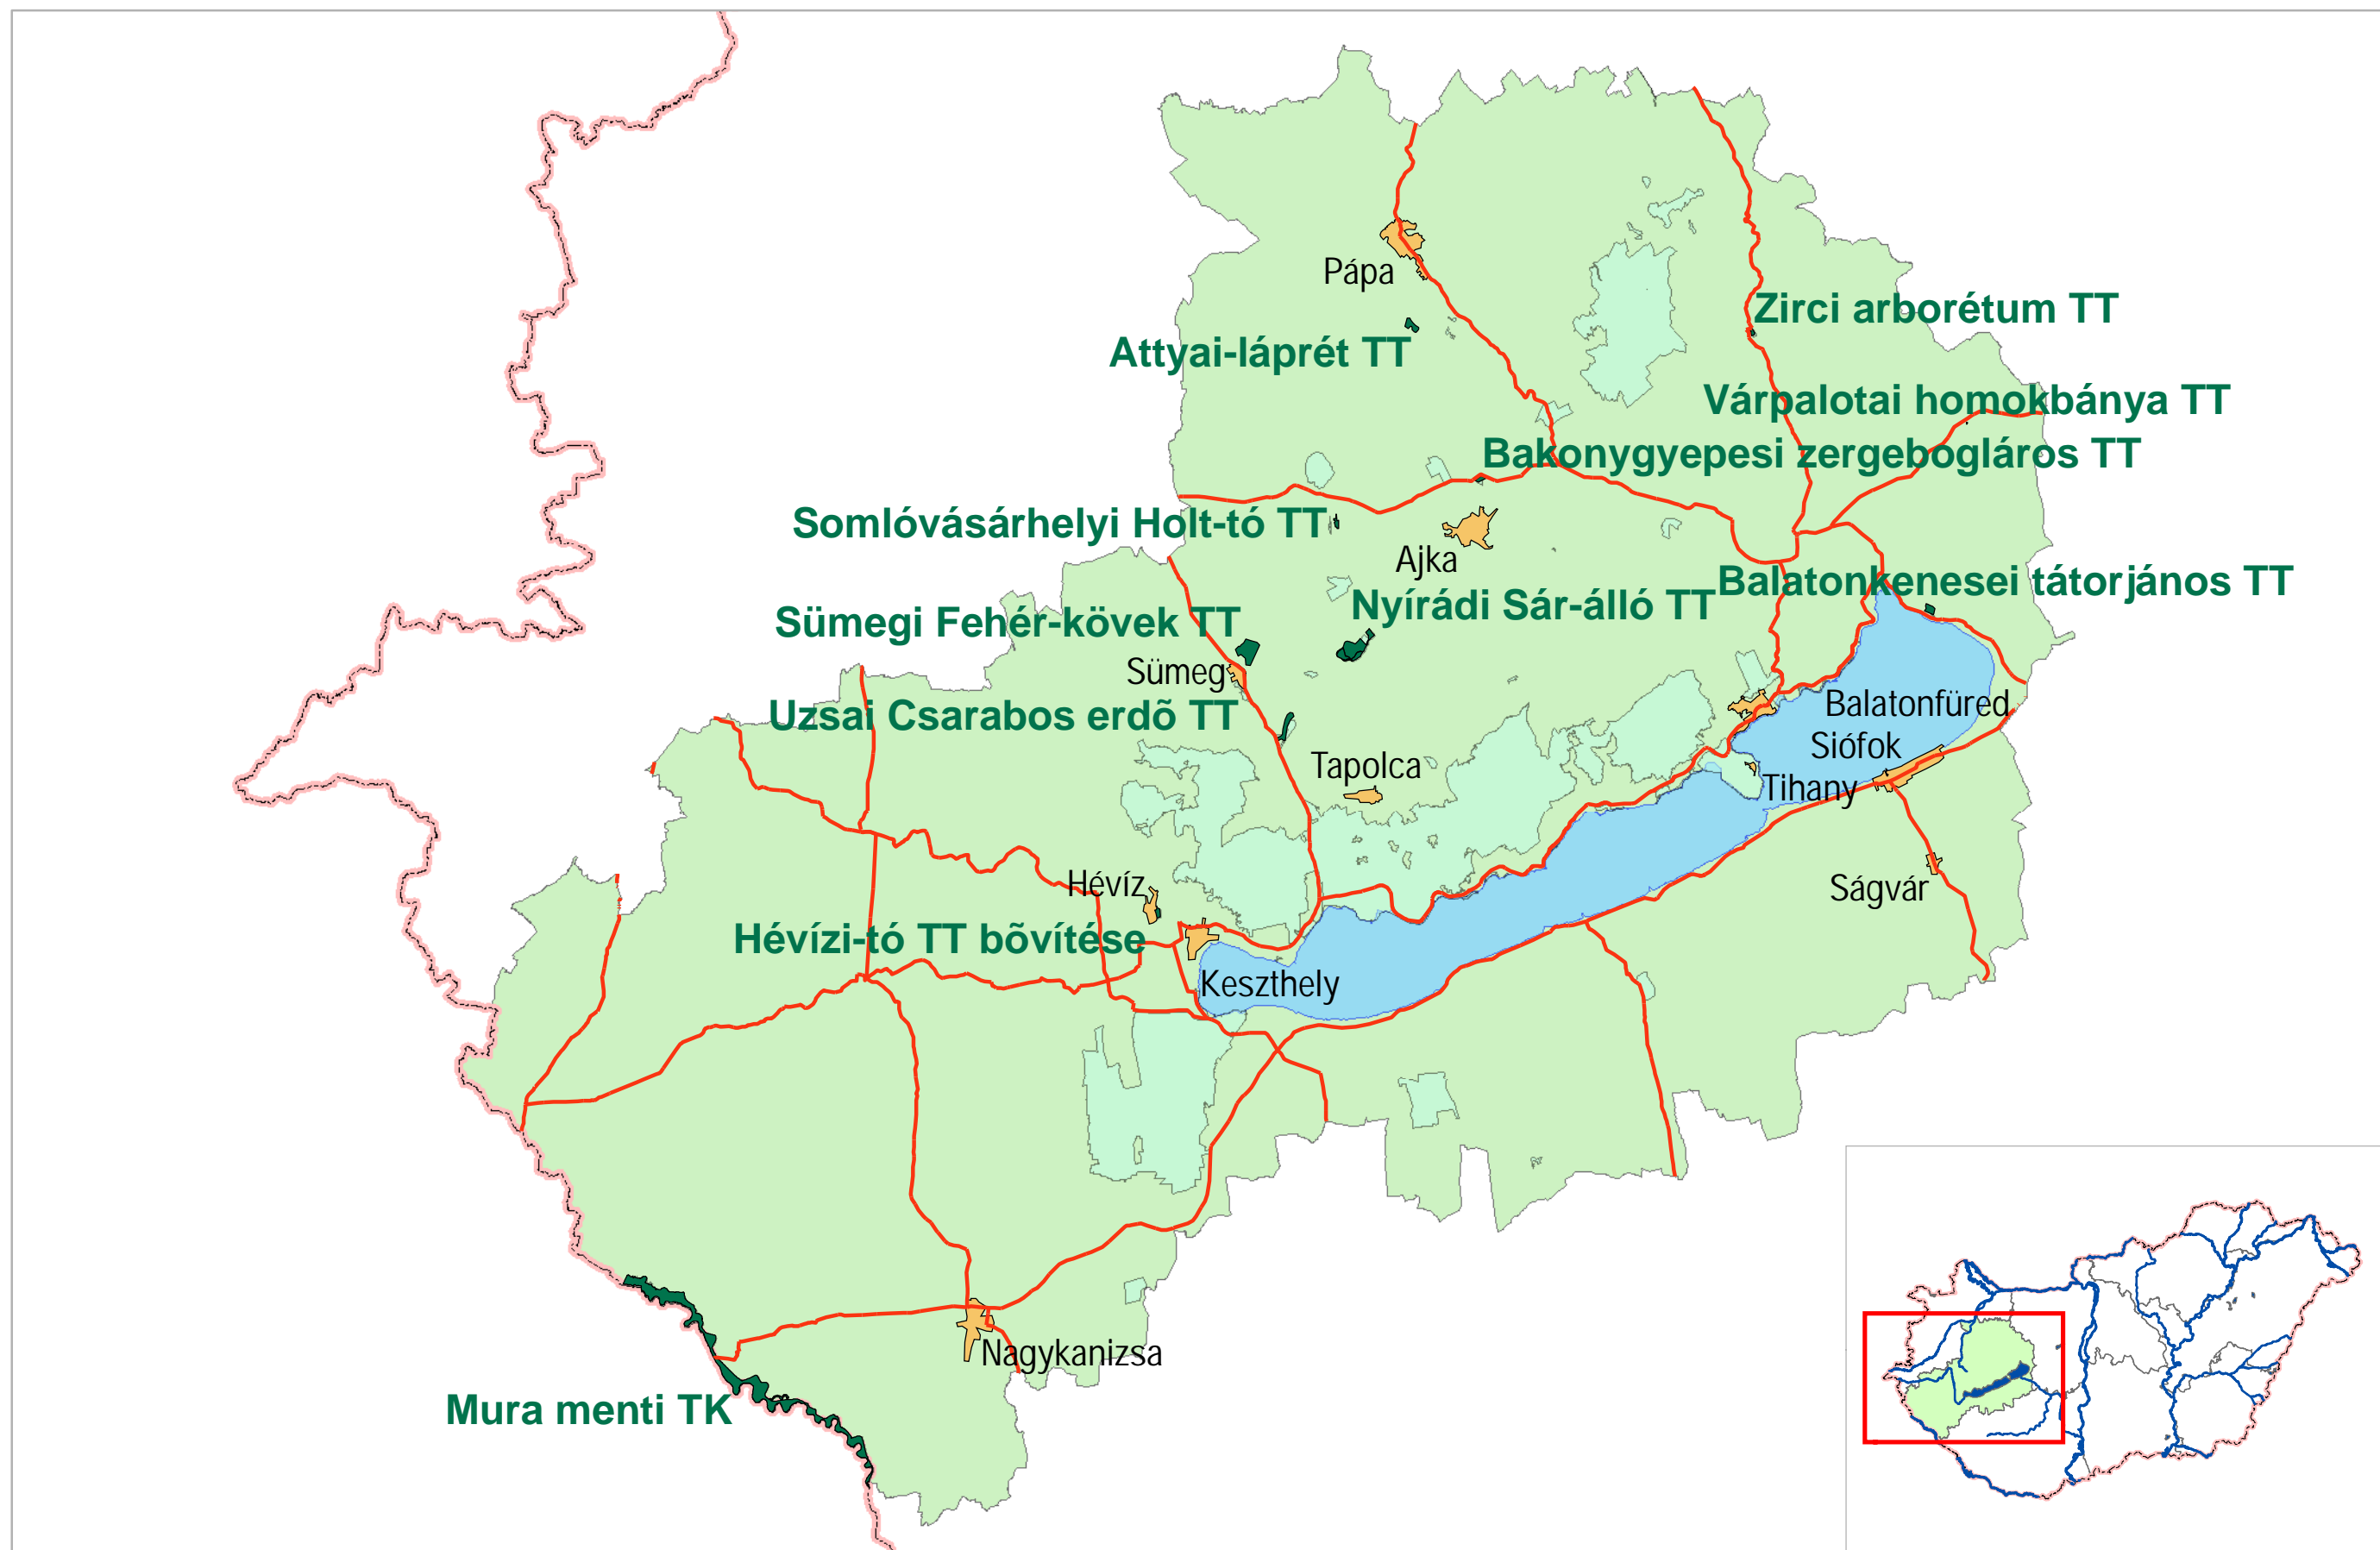 Pápa
Zirci arborétum TT
Attyai-láprét TT
Várpalotai homokbánya TT
Bakonygyepesi zergebogláros TT
Somlóvásárhelyi Holt-tó TT
Ajka
Balatonkenesei tátorjános TT
Nyírádi Sár-álló TT
Sümegi Fehér-kövek TT
Sümeg
Uzsai Csarabos erdõ TT
Balatonfüred
Siófok
Tapolca
Tihany
Hévíz
Ságvár
Hévízi-tó TT bõvítése
Keszthely
Nagykanizsa
Mura menti TK